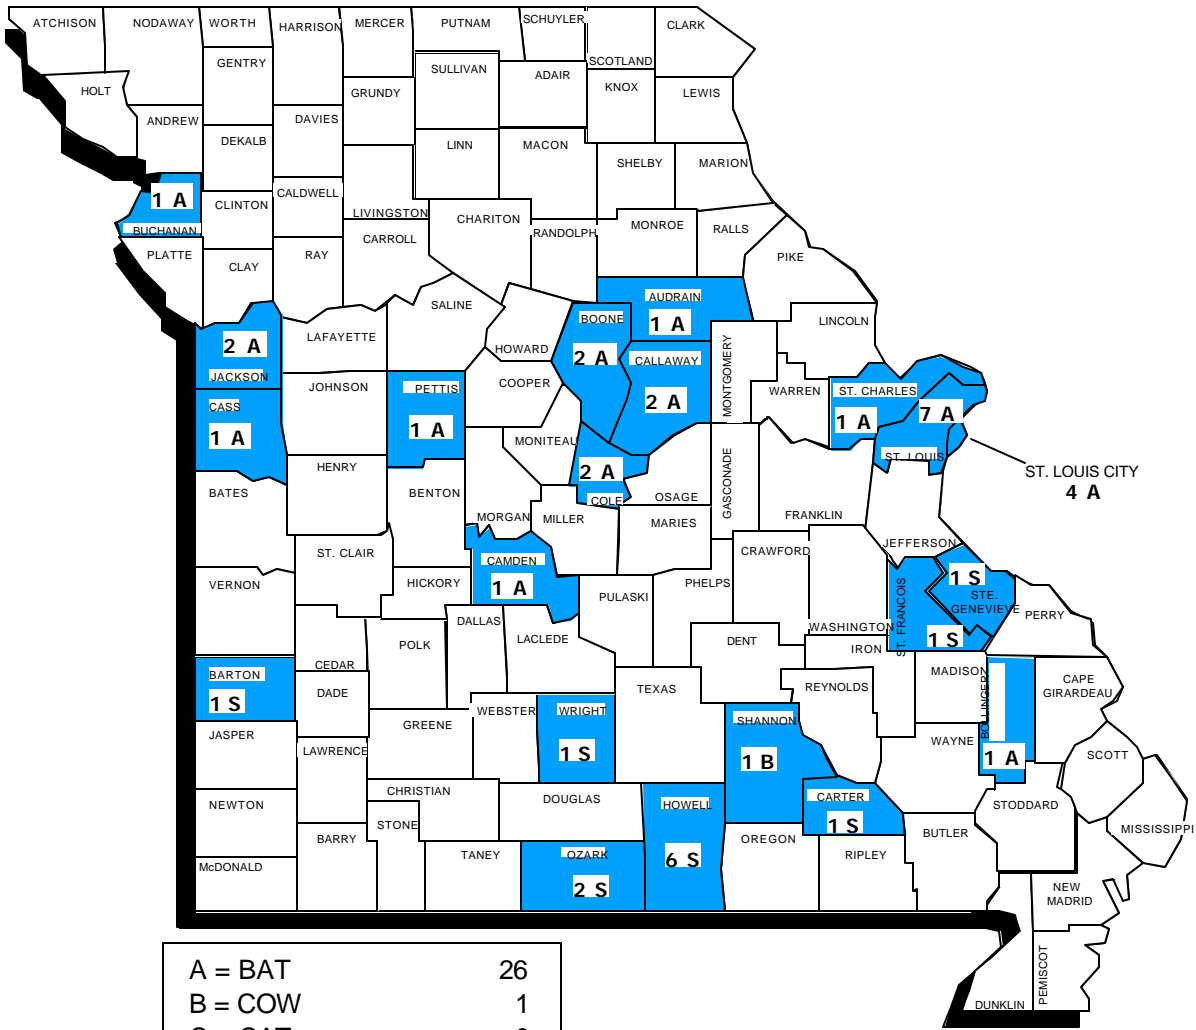 ATCHISON
NODAWAY
WORTH
HARRISON
MERCER
PUTNAM
SCHUYLER
SCOTLAND
CLARK
GENTRY
SULLIVAN
ADAIR
KNOX
LEWIS
HOLT
GRUNDY
ANDREW
DAVIES
DEKALB
LINN
MACON
SHELBY
MARION
1 A
BUCHANAN
CLINTON
CALDWELL
LIVINGSTON
CHARITON
RANDOLPH
MONROE
RALLS
PLATTE
CLAY
RAY
CARROLL
PIKE
SALINE
AUDRAIN
1 A
BOONE
2 A
LINCOLN
2 A
JACKSON
LAFAYETTE
HOWARD
CALLAWAY
2 A
MONTGOMERY
WARREN
ST. CHARLES
1 A
7 A
ST. LOUIS
ST. LOUIS CITY
4 A
CASS
1 A
JOHNSON
PETTIS
1 A
COOPER
MONITEAU
2 A
COLE
OSAGE
GASCONADE
FRANKLIN
HENRY
BATES
BENTON
MORGAN
MILLER
MARIES
JEFFERSON
ST. CLAIR
CAMDEN
1 A
CRAWFORD
1 S
STE.
GENEVIEVE
VERNON
HICKORY
PULASKI
PHELPS
WASHINGTON
ST. FRANCOIS
1 S
PERRY
DALLAS
LACLEDE
DENT
IRON
POLK
CEDAR
BARTON
1 S
DADE
TEXAS
REYNOLDS
MADISON
BOLLINGER
1 A
CAPE
GIRARDEAU
JASPER
LAWRENCE
GREENE
WEBSTER
WRIGHT
1 S
SHANNON
1 B
WAYNE
SCOTT
NEWTON
CHRISTIAN
DOUGLAS
HOWELL
6 S
CARTER
1 S
STODDARD
MISSISSIPPI
BARRY
STONE
TANEY
OZARK
2 S
OREGON
RIPLEY
BUTLER
McDONALD
NEW
MADRID
PEMISCOT
DUNKLIN
A = BAT 26
B = COW 1